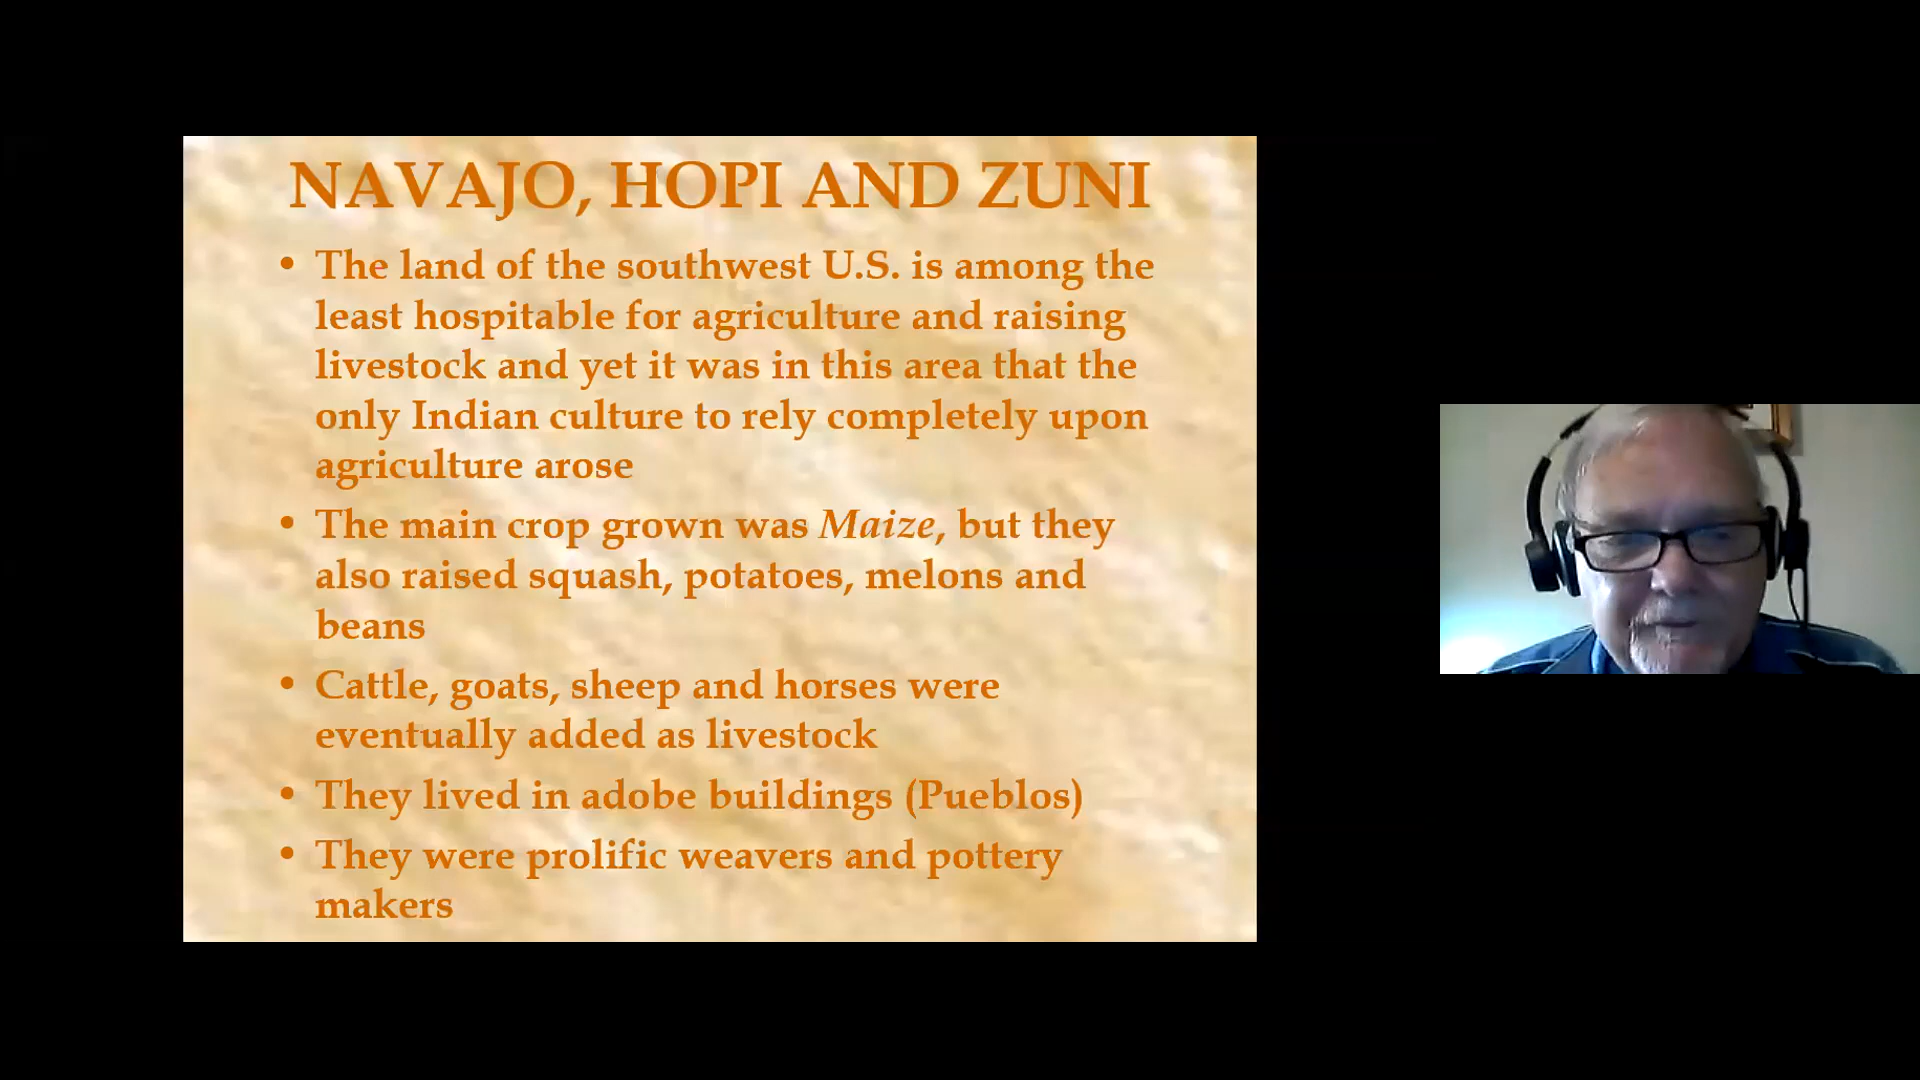 NAVAJO, HOPI AND ZUNI
• The land of the southwest U.S. is among the
least hospitable for agriculture and raising
livestock and yet it was in this area that the
only Indian culture to rely completely upon
agriculture arose
• The main crop grown was Maize, but they
also raised squash, potatoes, melons and
beans
• Cattle, goats, sheep and horses were
eventually added as livestock
• They lived in adobe buildings (Pueblos)
• They were prolific weavers and pottery
makers